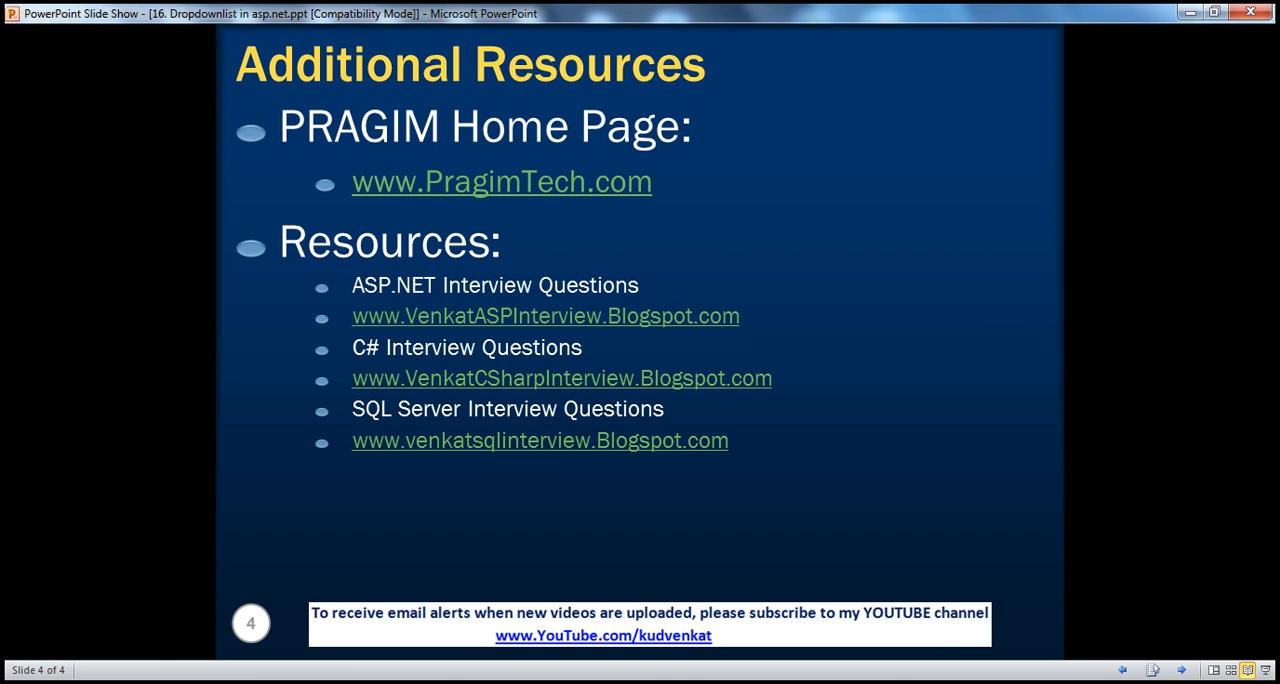 PowerPoint Slide Show - [16. Dropdownlist in asp.net.ppt [Compatibility Mode]] - Microsoft PowerPoint
Additional Resources
PRAGIM Home Page:
www.PragimTech.com
Resources:
ASP.NET Interview Questions
www.VenkatASPInterview.Blogspot.com
C# Interview Questions
www.VenkatCSharpInterview.Blogspot.com
SQL Server Interview Questions
www.venkatsqlinterview.Blogspot.com
4
To receive email alerts when new videos are uploaded, please subscribe to my YOUTUBE channel
www.YouTube.com/kudvenkat
Slide 4 of 4